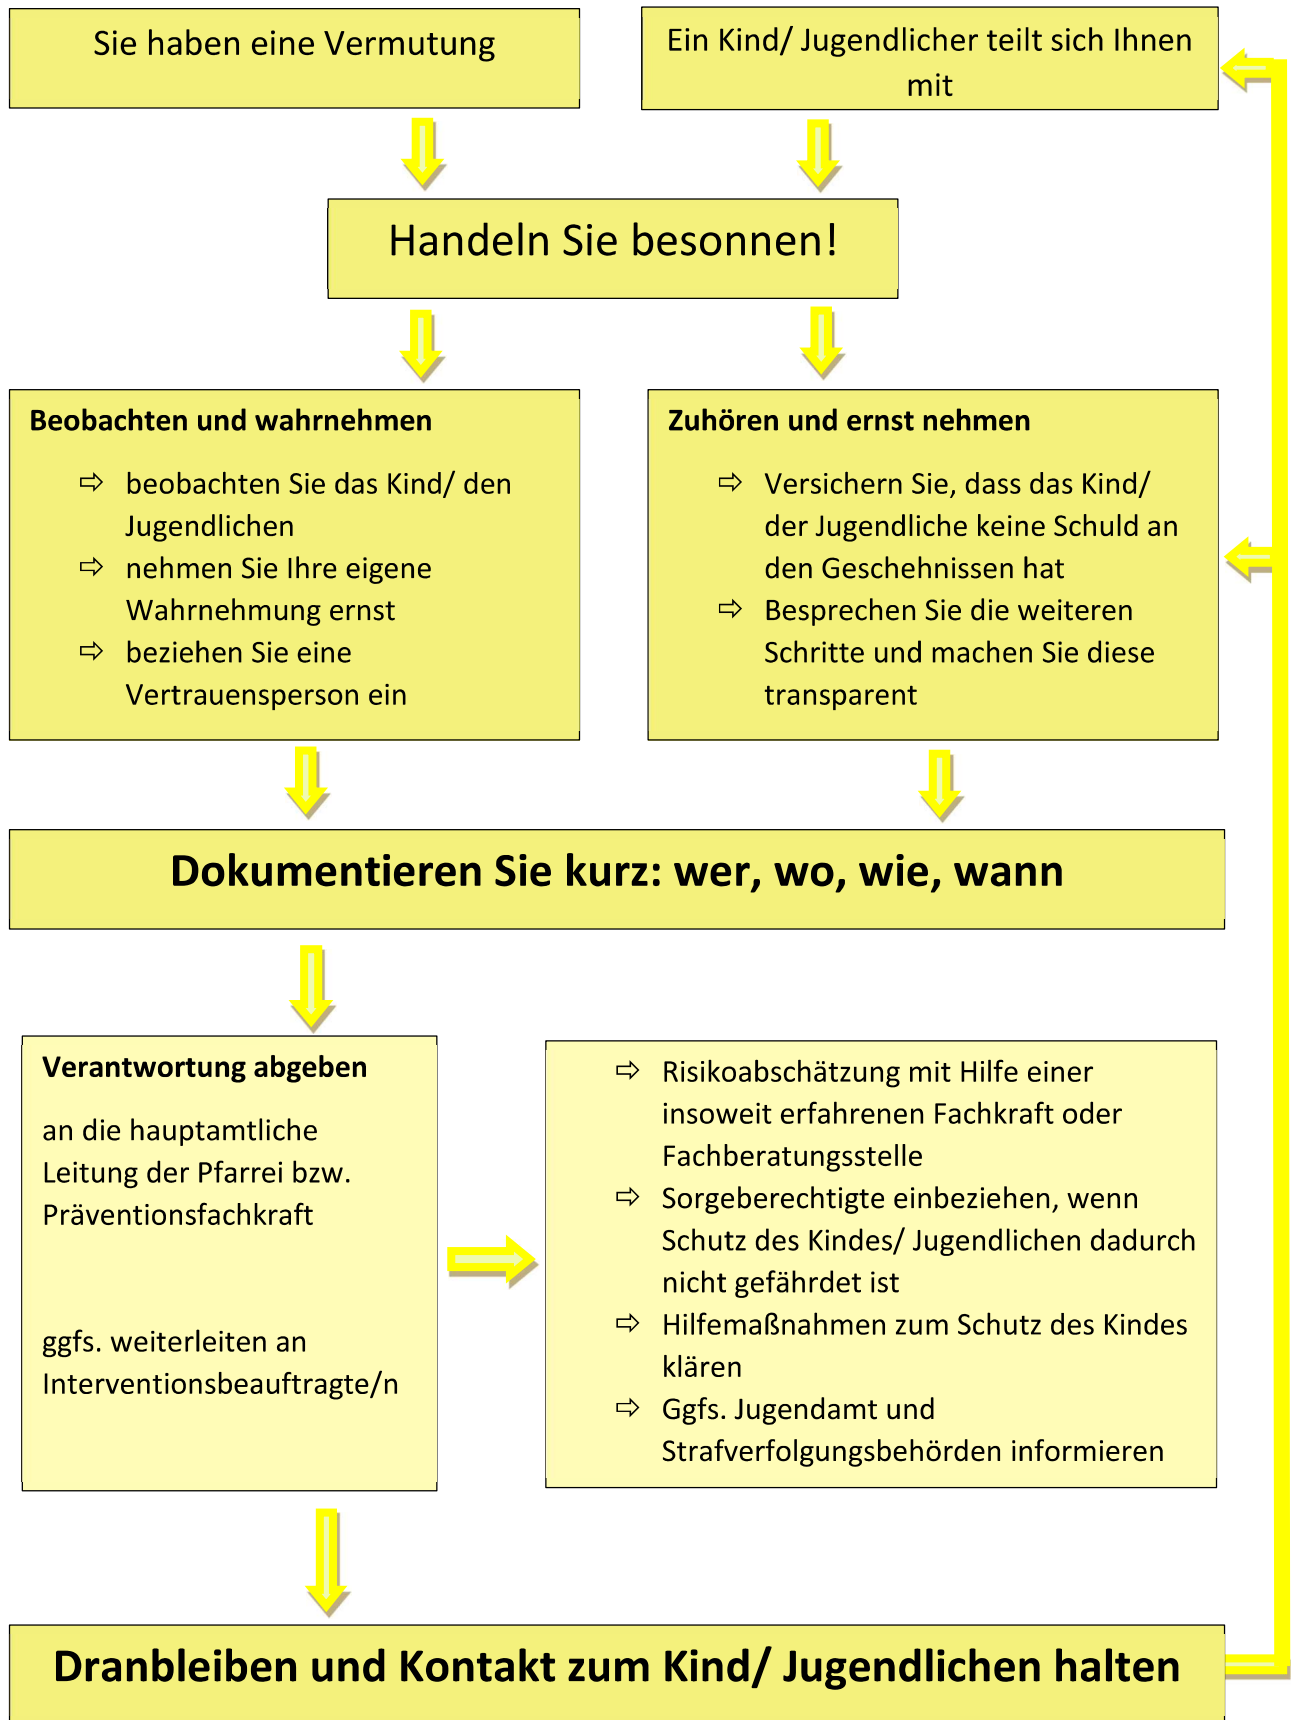 Sie haben eine Vermutung
Ein Kind/ Jugendlicher teilt sich Ihnen
mit
Handeln Sie besonnen!
Beobachten und wahrnehmen
⇨ beobachten Sie das Kind/ den
Jugendlichen
⇨ nehmen Sie Ihre eigene
Wahrnehmung ernst
⇨ beziehen Sie eine
Vertrauensperson ein
Zuhören und ernst nehmen
⇨ Versichern Sie, dass das Kind/
der Jugendliche keine Schuld an
den Geschehnissen hat
⇨ Besprechen Sie die weiteren
Schritte und machen Sie diese
transparent
Dokumentieren Sie kurz: wer, wo, wie, wann
Verantwortung abgeben
an die hauptamtliche
Leitung der Pfarrei bzw.
Präventionsfachkraft
ggfs. weiterleiten an
Interventionsbeauftragte/n
⇨ Risikoabschätzung mit Hilfe einer
insoweit erfahrenen Fachkraft oder
Fachberatungsstelle
⇨ Sorgeberechtigte einbeziehen, wenn
Schutz des Kindes/ Jugendlichen dadurch
nicht gefährdet ist
⇨ Hilfemaßnahmen zum Schutz des Kindes
klären
⇨ Ggfs. Jugendamt und
Strafverfolgungsbehörden informieren
Dranbleiben und Kontakt zum Kind/ Jugendlichen halten